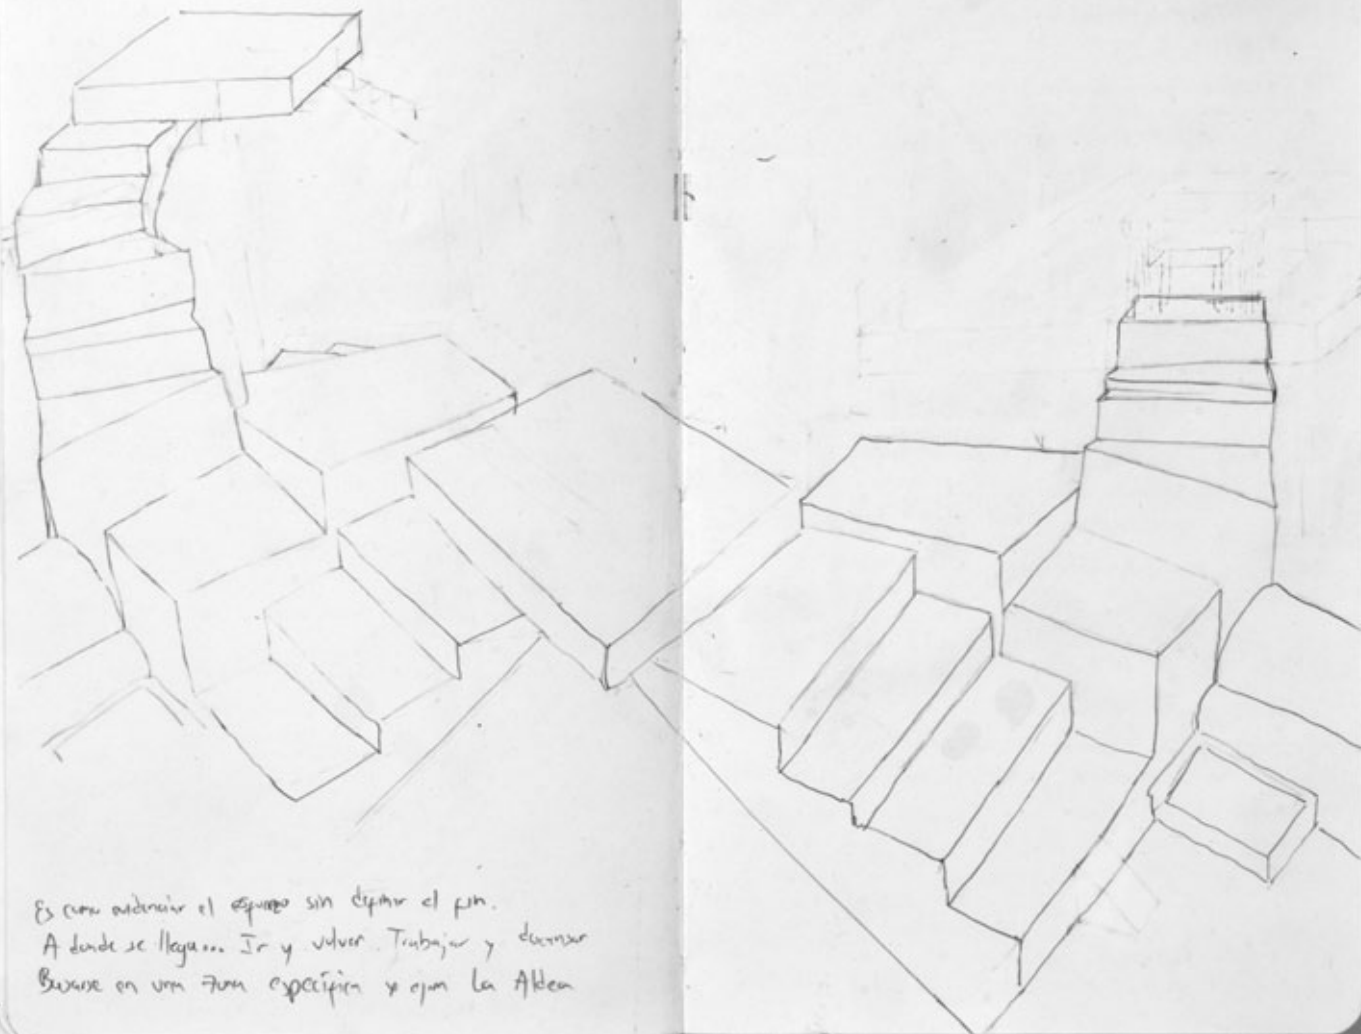 Es como evidenciar el esfuerzo sin definir el fin.
A donde se llega... Ir y volver. Trabajar y descansar
en una zona específica x ejm La Aldea